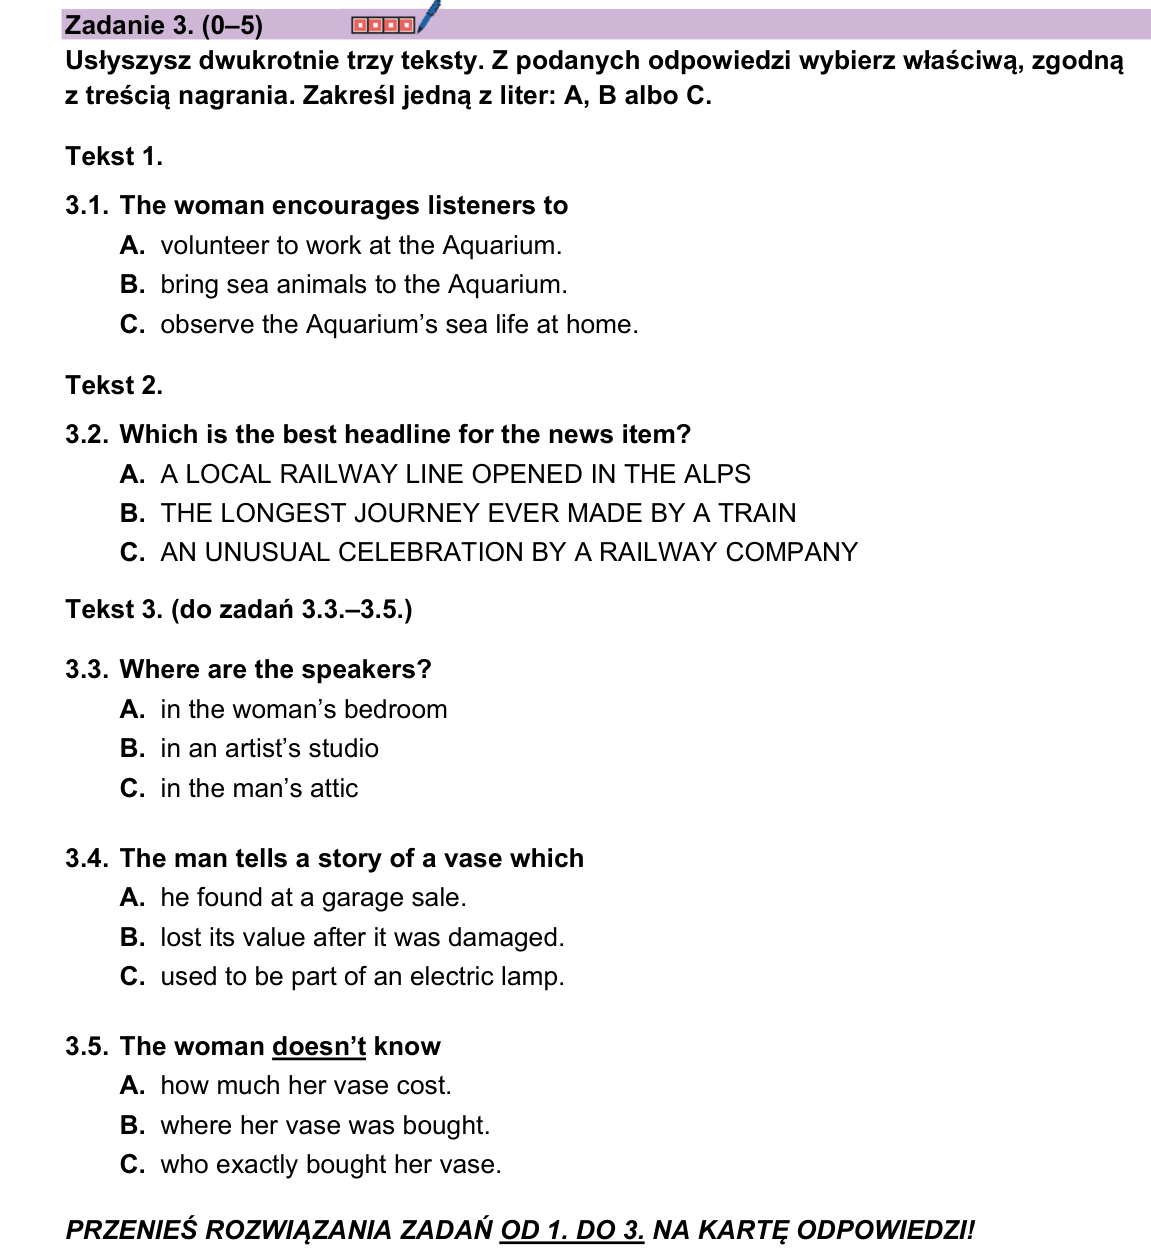 Zadanie 3. (0–5)
Usłyszysz dwukrotnie trzy teksty. Z podanych odpowiedzi wybierz właściwą, zgodną
z treścią nagrania. Zakreśl jedną z liter: A, B albo C.
Tekst 1.
3.1. The woman encourages listeners to
A. volunteer to work at the Aquarium.
B. bring sea animals to the Aquarium.
C. observe the Aquarium’s sea life at home.
Tekst 2.
3.2. Which is the best headline for the news item?
A. A LOCAL RAILWAY LINE OPENED IN THE ALPS
B. THE LONGEST JOURNEY EVER MADE BY A TRAIN
C. AN UNUSUAL CELEBRATION BY A RAILWAY COMPANY
Tekst 3. (do zadań 3.3.–3.5.)
3.3. Where are the speakers?
A. in the woman’s bedroom
B. in an artist’s studio
C. in the man’s attic
3.4. The man tells a story of a vase which
A. he found at a garage sale.
B. lost its value after it was damaged.
C. used to be part of an electric lamp.
3.5. The woman doesn’t know
A. how much her vase cost.
B. where her vase was bought.
C. who exactly bought her vase.
PRZENIEŚ ROZWIĄZANIA ZADAŃ OD 1. DO 3. NA KARTĘ ODPOWIEDZI!